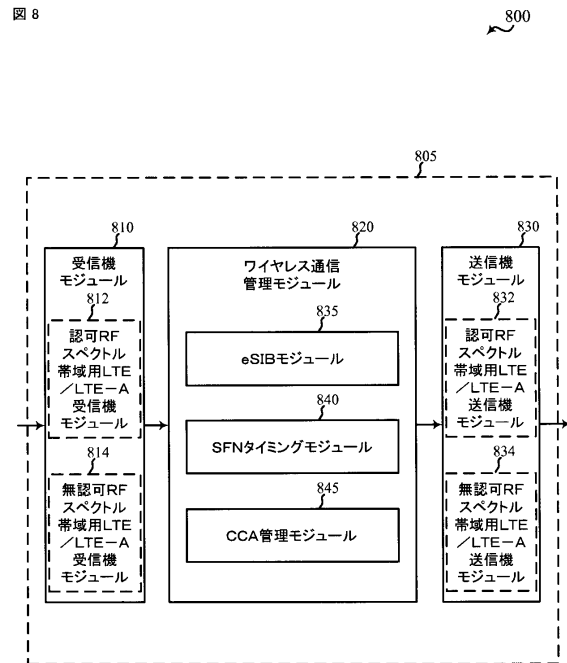 図 8
800
805
810
受信機
モジュール
812
認可RF
スペクトル
帯域用LTE
／LTE－A
受信機
モジュール
814
無認可RF
スペクトル
帯域用LTE
／LTE－A
受信機
モジュール
820
ワイヤレス通信
管理モジュール
835
eSIBモジュール
840
SFNタイミングモジュール
845
CCA管理モジュール
830
送信機
モジュール
832
認可RF
スペクトル
帯域用LTE
／LTE－A
送信機
モジュール
834
無認可RF
スペクトル
帯域用LTE
／LTE－A
送信機
モジュール